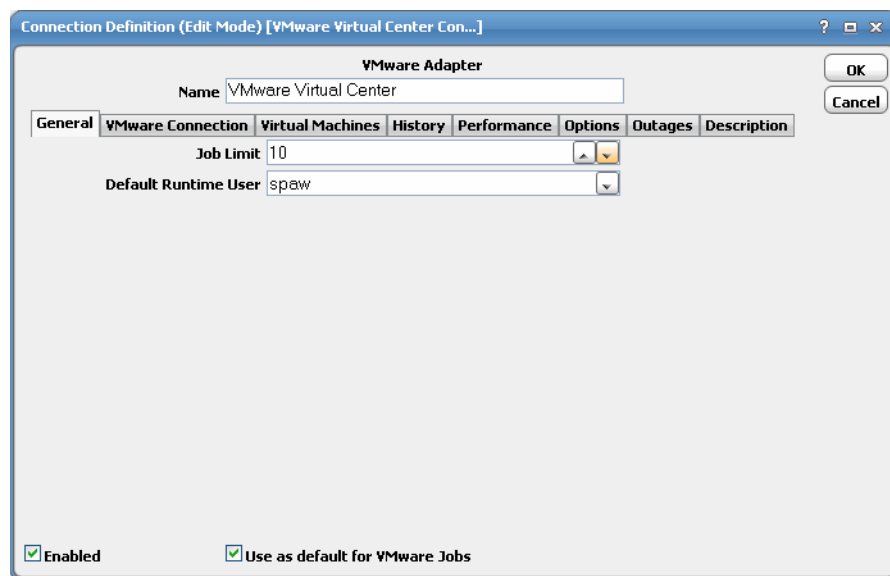 Connection Definition (Edit Mode) [VMware Virtual Center Con...] ?
VMware Adapter
OK
Name VMware Virtual Center
Cancel
General VMware Connection Virtual Machines History Performance Options Outages Description
Job Limit 10
Default Runtime User spaw
Enabled Use as default for VMware Jobs